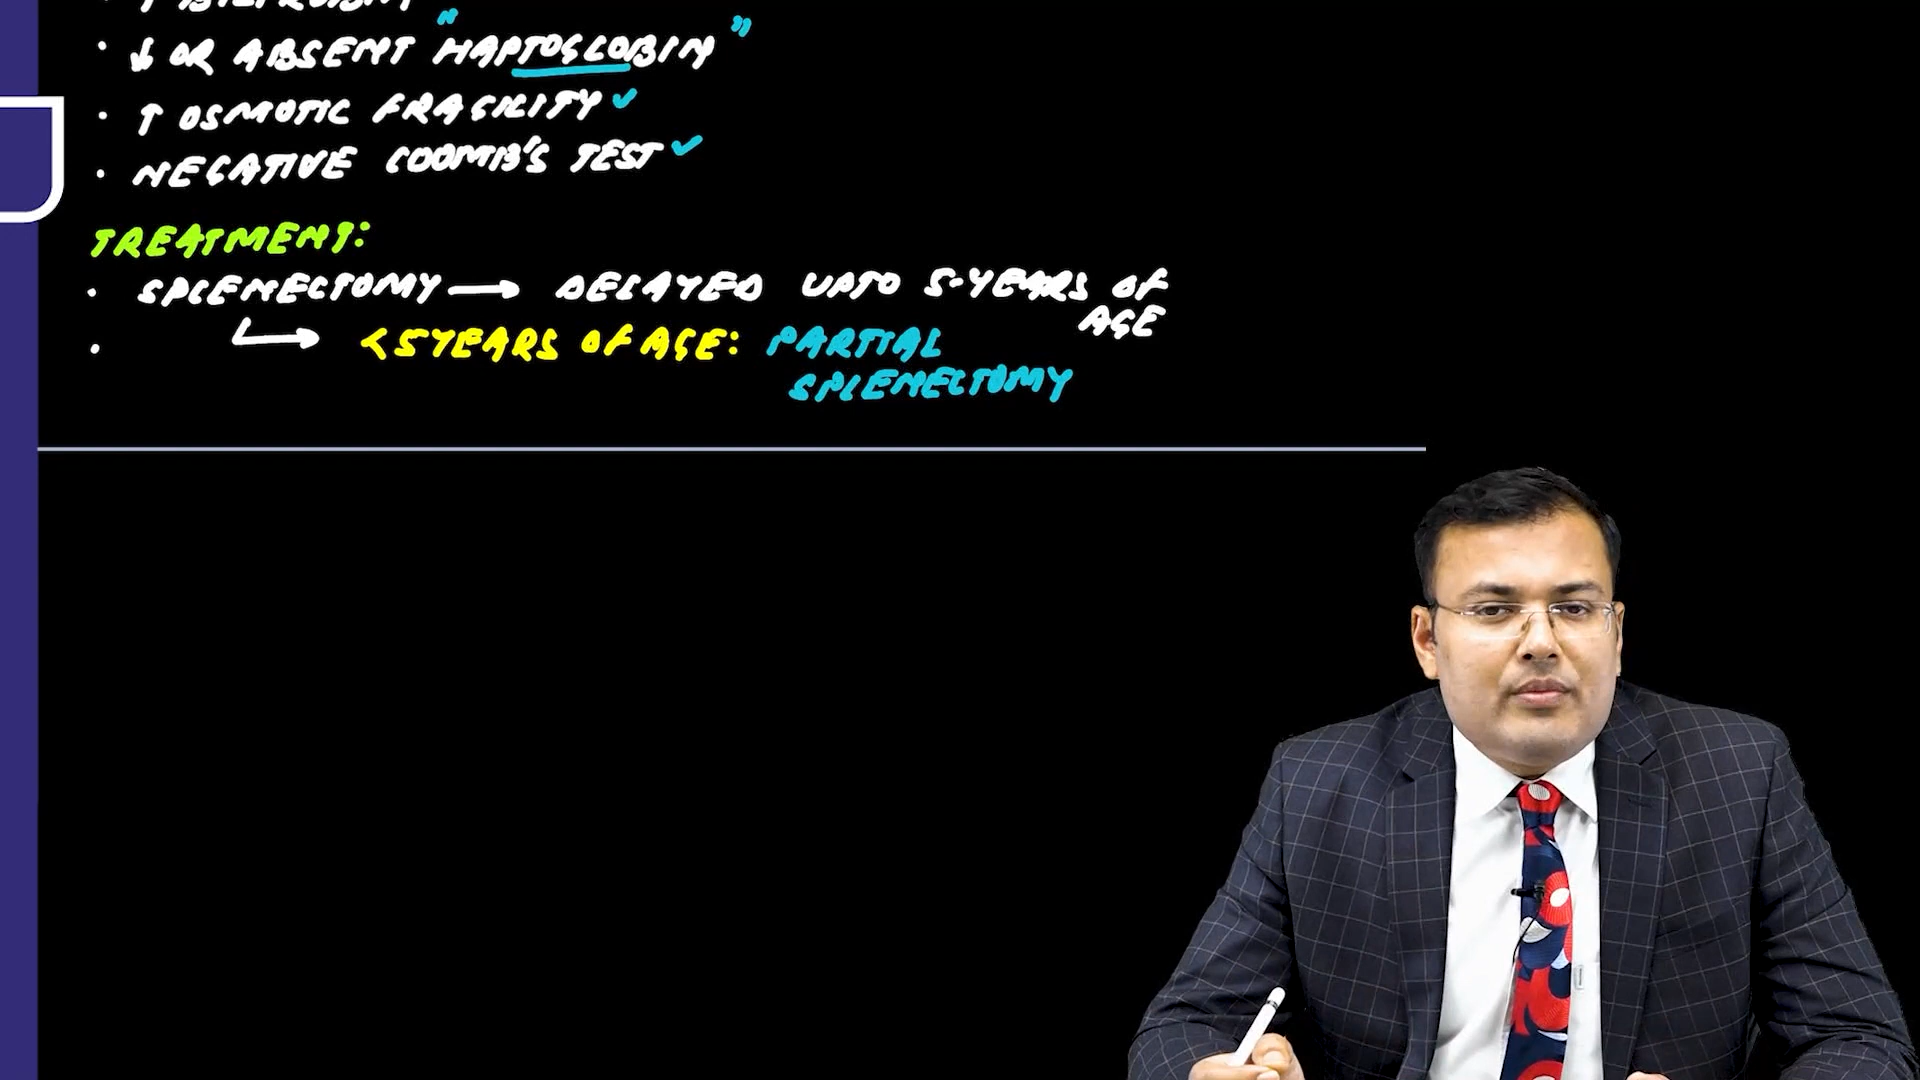 • ↑ BILIRUBIN
• ↓ OR ABSENT "HAPTOGLOBIN"
• ↑ OSMOTIC FRAGILITY ✓
• NEGATIVE COOMB'S TEST ✓
TREATMENT:
• SPLENECTOMY → DELAYED UPTO 5-YEARS OF
AGE
• ↳ <5YEARS OF AGE: PARTIAL
SPLENECTOMY